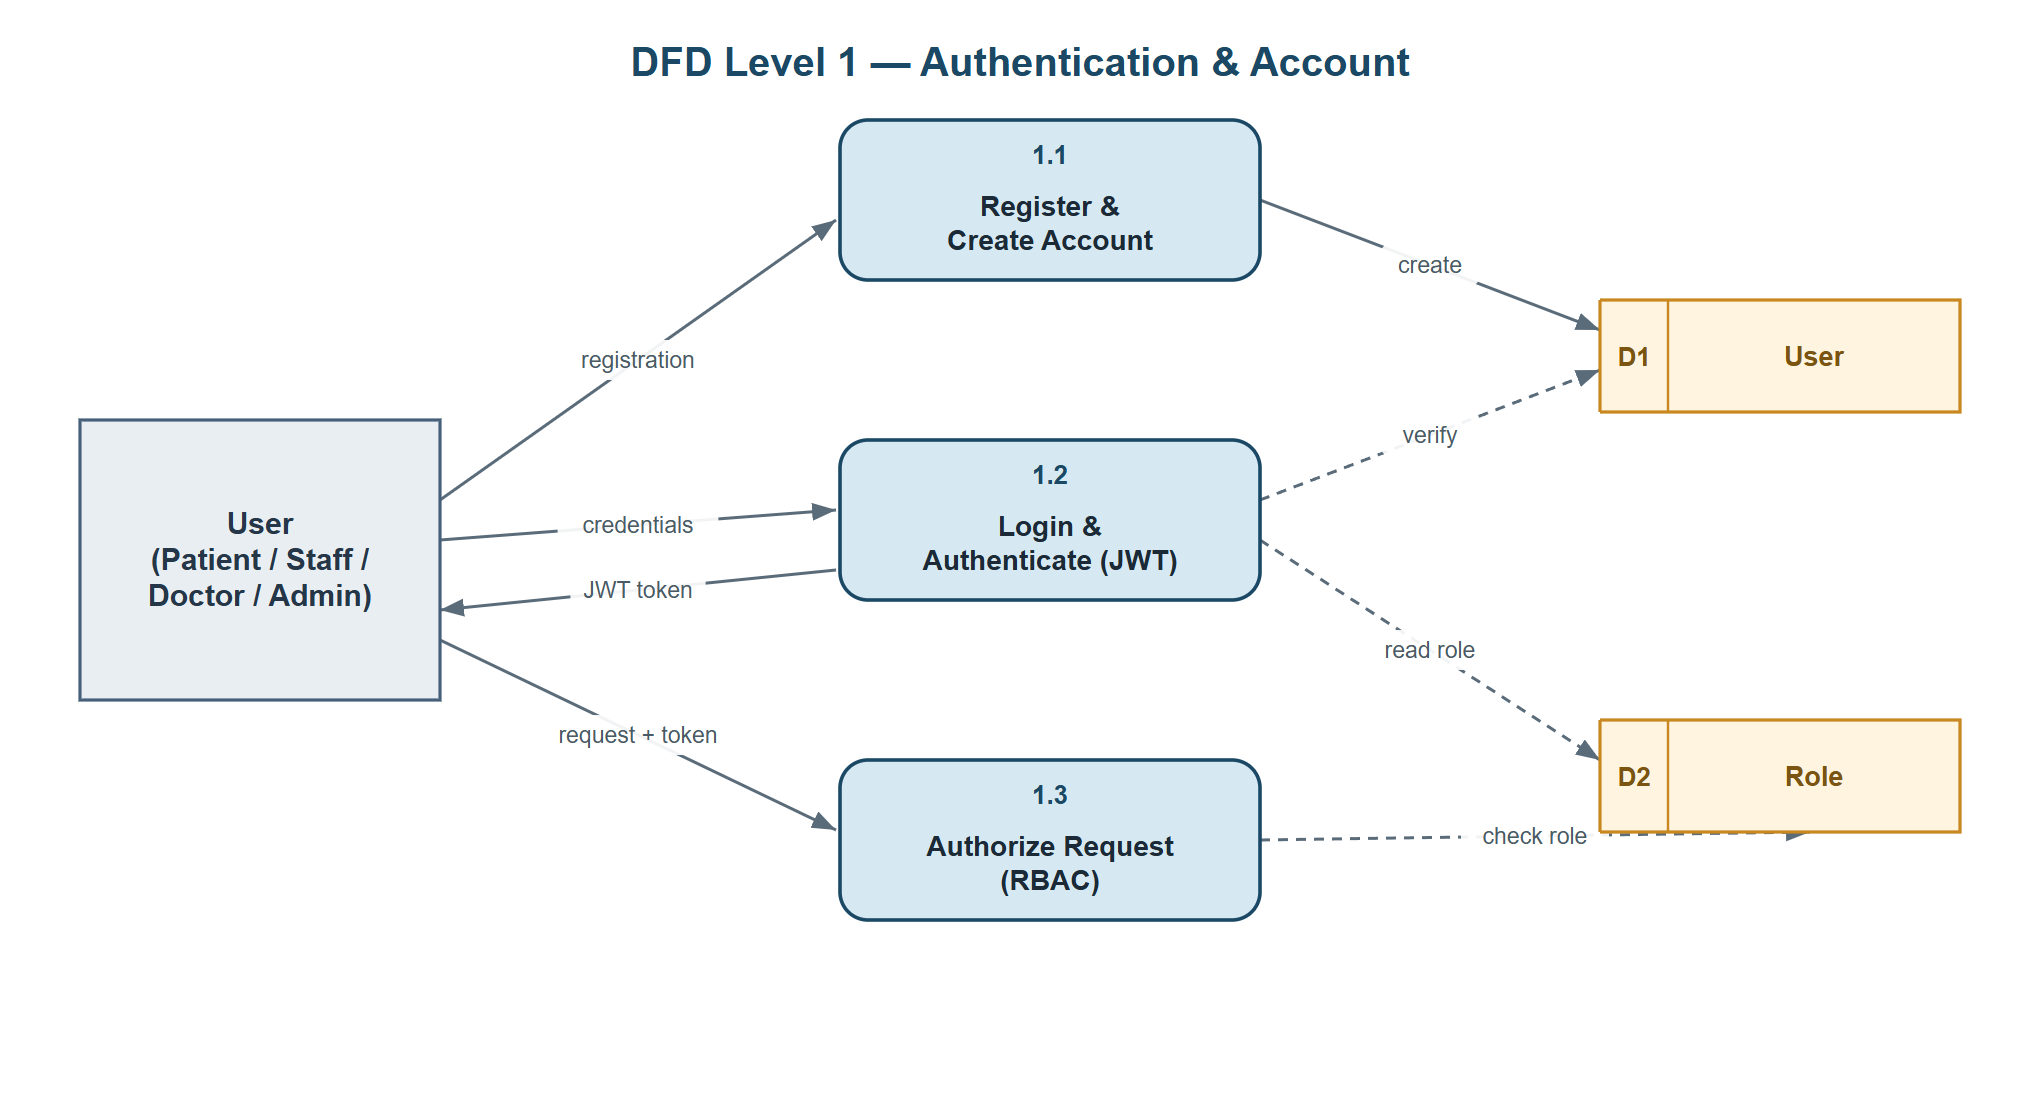 DFD Level 1 — Authentication & Account
1.1
Register &
Create Account
create
registration
D1
User
verify
User
(Patient / Staff /
Doctor / Admin)
credentials
JWT token
1.2
Login &
Authenticate (JWT)
read role
request + token
D2
Role
1.3
Authorize Request
(RBAC)
check role